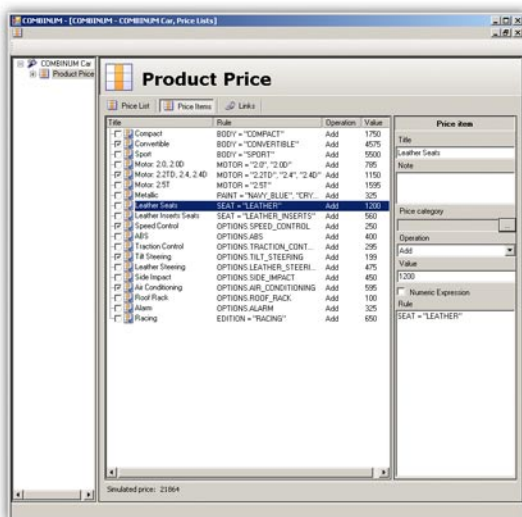 COMBINUM - [COMBINUM - COMBINUM Car, Price Lists]
COMBINUM Car
Product Price
Product Price
Price List Price Items Links
Title Rule Operation Value
Compact BODY = "COMPACT" Add 1750
Convertible BODY = "CONVERTIBLE" Add 4575
Sport BODY = "SPORT" Add 5500
Motor: 2.0, 2.0D MOTOR = "2.0", "2.0D" Add 785
Motor: 2.2TD, 2.4, 2.4D MOTOR = "2.2TD", "2.4", "2.4D" Add 1150
Motor: 2.5T MOTOR = "2.5T" Add 1595
Metallic PAINT = "NAVY_BLUE", "CRY... Add 325
Leather Seats SEAT = "LEATHER" Add 1200
Leather Inserts Seats SEAT = "LEATHER_INSERTS" Add 560
Speed Control OPTIONS.SPEED_CONTROL Add 250
ABS OPTIONS.ABS Add 400
Traction Control OPTIONS.TRACTION_CONT... Add 295
Tilt Steering OPTIONS.TILT_STEERING Add 199
Leather Steering OPTIONS.LEATHER_STEERI... Add 475
Side Impact OPTIONS.SIDE_IMPACT Add 450
Air Conditioning OPTIONS.AIR_CONDITIONING Add 595
Roof Rack OPTIONS.ROOF_RACK Add 100
Alarm OPTIONS.ALARM Add 325
Racing EDITION = "RACING" Add 650
Simulated price: 21864
Price item
Title
Leather Seats
Note
Price category
...
Operation
Add
Value
1200
Numeric Expression
Rule
SEAT = "LEATHER"